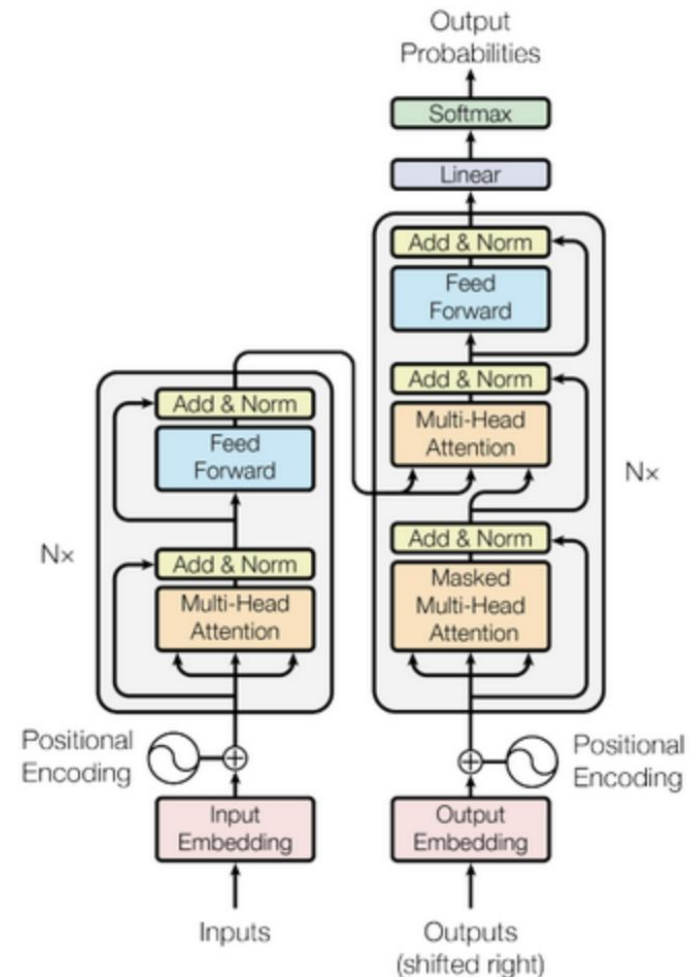 Output
Probabilities
Softmax
Linear
Add & Norm
Feed
Forward
Add & Norm
Multi-Head
Attention
Nx
Add & Norm
Masked
Multi-Head
Attention
Add & Norm
Feed
Forward
Nx
Add & Norm
Multi-Head
Attention
Positional
Encoding
Positional
Encoding
Input
Embedding
Output
Embedding
Inputs
Outputs
(shifted right)